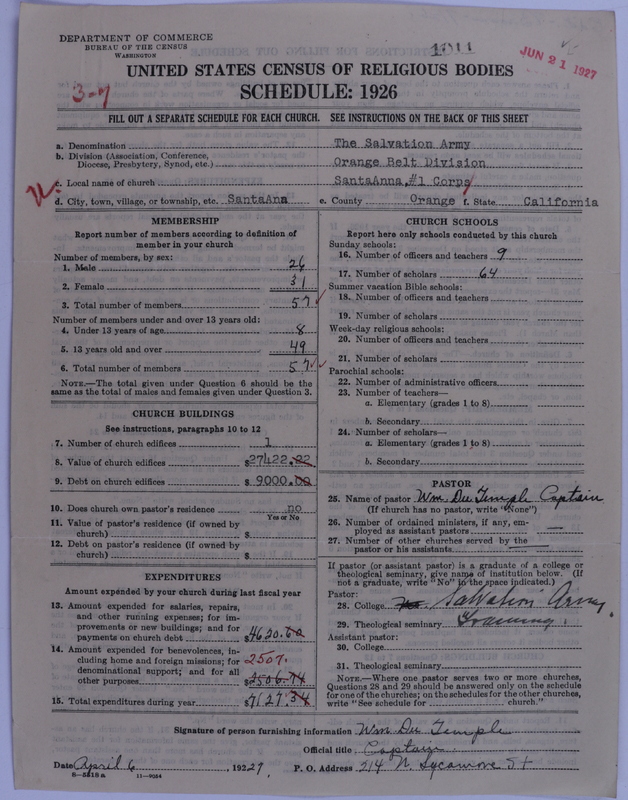 DEPARTMENT OF COMMERCE
BUREAU OF THE CENSUS
WASHINGTON
JUN 21 1927
UNITED STATES CENSUS OF RELIGIOUS BODIES
3-7
SCHEDULE: 1926
FILL OUT A SEPARATE SCHEDULE FOR EACH CHURCH. SEE INSTRUCTIONS ON THE BACK OF THIS SHEET
a. Denomination The Salvation Army
b. Division (Association, Conference,
Diocese, Presbytery, Synod, etc.) Orange Belt Division
c. Local name of church SantaAnna, #1 Corps
d. City, town, village, or township, etc. SantaAna e. County Orange f. State California
MEMBERSHIP
Report number of members according to definition of
member in your church
Number of members, by sex:
1. Male 26
2. Female 31
3. Total number of members 57
Number of members under and over 13 years old:
4. Under 13 years of age 8
5. 13 years old and over 49
6. Total number of members 57
NOTE.—The total given under Question 6 should be the
same as the total of males and females given under Question 3.
CHURCH BUILDINGS
See instructions, paragraphs 10 to 12
7. Number of church edifices 1
8. Value of church edifices $27422.22
9. Debt on church edifices $9000.00
10. Does church own pastor's residence no
Yes or No
11. Value of pastor's residence (if owned by
church) $
12. Debt on pastor's residence (if owned by
church) $
EXPENDITURES
Amount expended by your church during last fiscal year
13. Amount expended for salaries, repairs,
and other running expenses; for im-
provements or new buildings; and for
payments on church debt $4620.60
14. Amount expended for benevolences, in-
cluding home and foreign missions; for 2507.
denominational support; and for all
other purposes $2506.74
15. Total expenditures during year $7127.34
CHURCH SCHOOLS
Report here only schools conducted by this church
Sunday schools:
16. Number of officers and teachers 9
17. Number of scholars 64
Summer vacation Bible schools:
18. Number of officers and teachers
19. Number of scholars
Week-day religious schools:
20. Number of officers and teachers
21. Number of scholars
Parochial schools:
22. Number of administrative officers
23. Number of teachers—
a. Elementary (grades 1 to 8)
b. Secondary
24. Number of scholars—
a. Elementary (grades 1 to 8)
b. Secondary
PASTOR
25. Name of pastor Wm. Du Temple Captain
(If church has no pastor, write "None")
26. Number of ordained ministers, if any, em-
ployed as assistant pastors —
27. Number of other churches served by the
pastor or his assistants —
If pastor (or assistant pastor) is a graduate of a college or
theological seminary, give name of institution below. (If
not a graduate, write "No" in the space indicated.)
Pastor:
28. College Salvation Army
29. Theological seminary Training.
Assistant pastor:
30. College
31. Theological seminary
NOTE.—Where one pastor serves two or more churches,
Questions 28 and 29 should be answered only on the schedule
for one of the churches; on the schedules for the other churches,
write "See schedule for church."
Signature of person furnishing information Wm Du Temple
Official title Captain
Date April 6, 19227 P. O. Address 214 N. Sycamore St
8—5518 a 11—9054